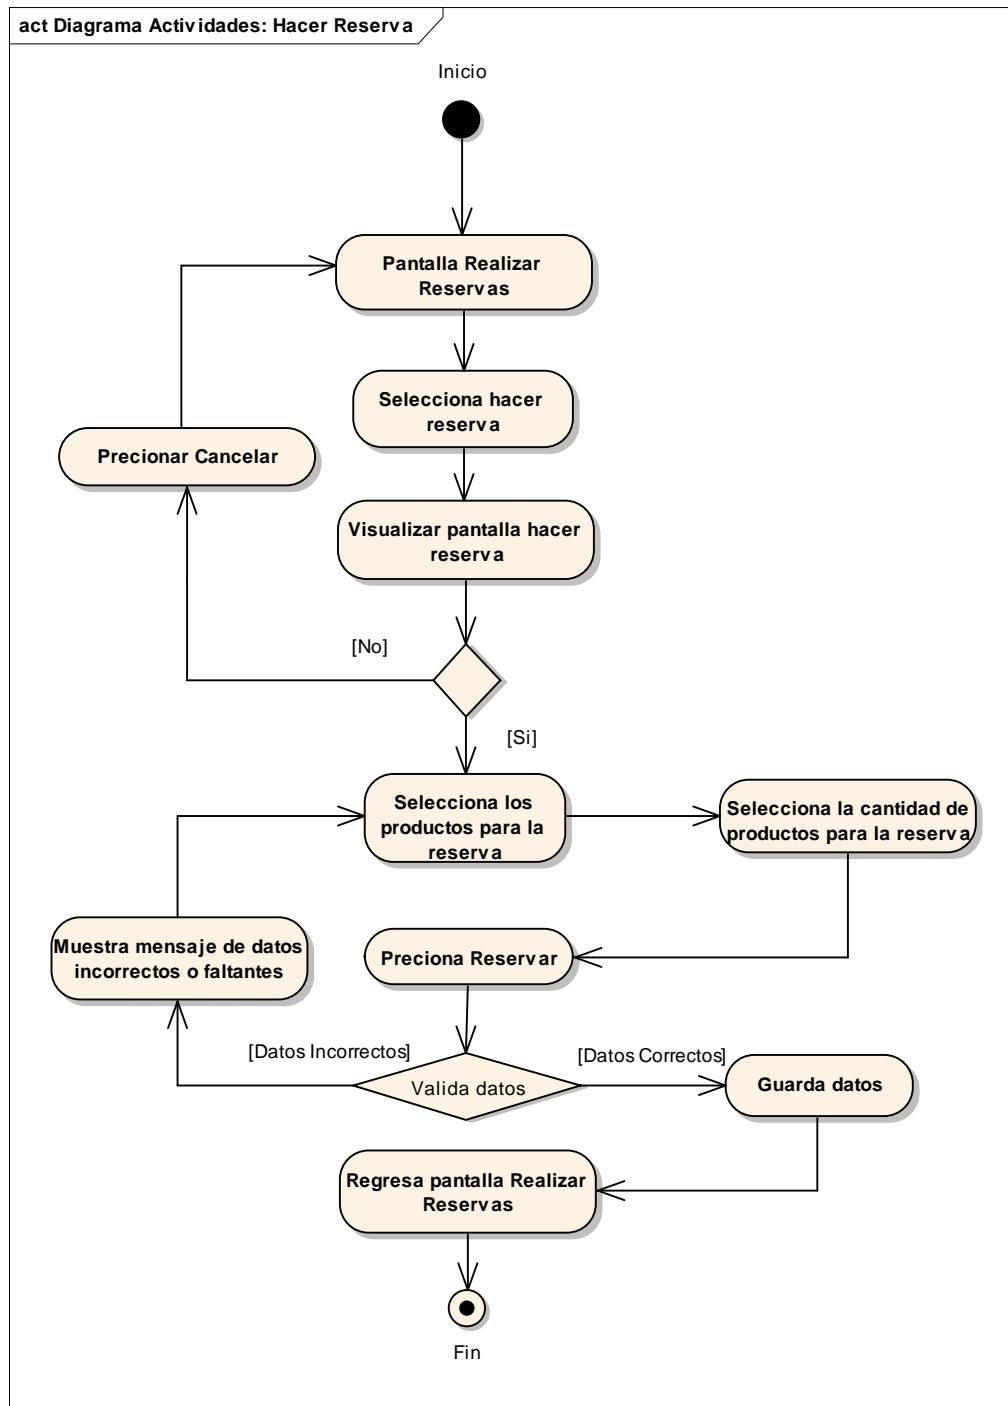 act Diagrama Actividades: Hacer Reserva
Inicio
Pantalla Realizar
Reservas
Selecciona hacer
reserva
Precionar Cancelar
Visualizar pantalla hacer
reserva
[No]
[Si]
Selecciona los
productos para la
reserva
Selecciona la cantidad de
productos para la reserva
Muestra mensaje de datos
incorrectos o faltantes
Preciona Reservar
[Datos Incorrectos]
[Datos Correctos]
Valida datos
Guarda datos
Regresa pantalla Realizar
Reservas
Fin